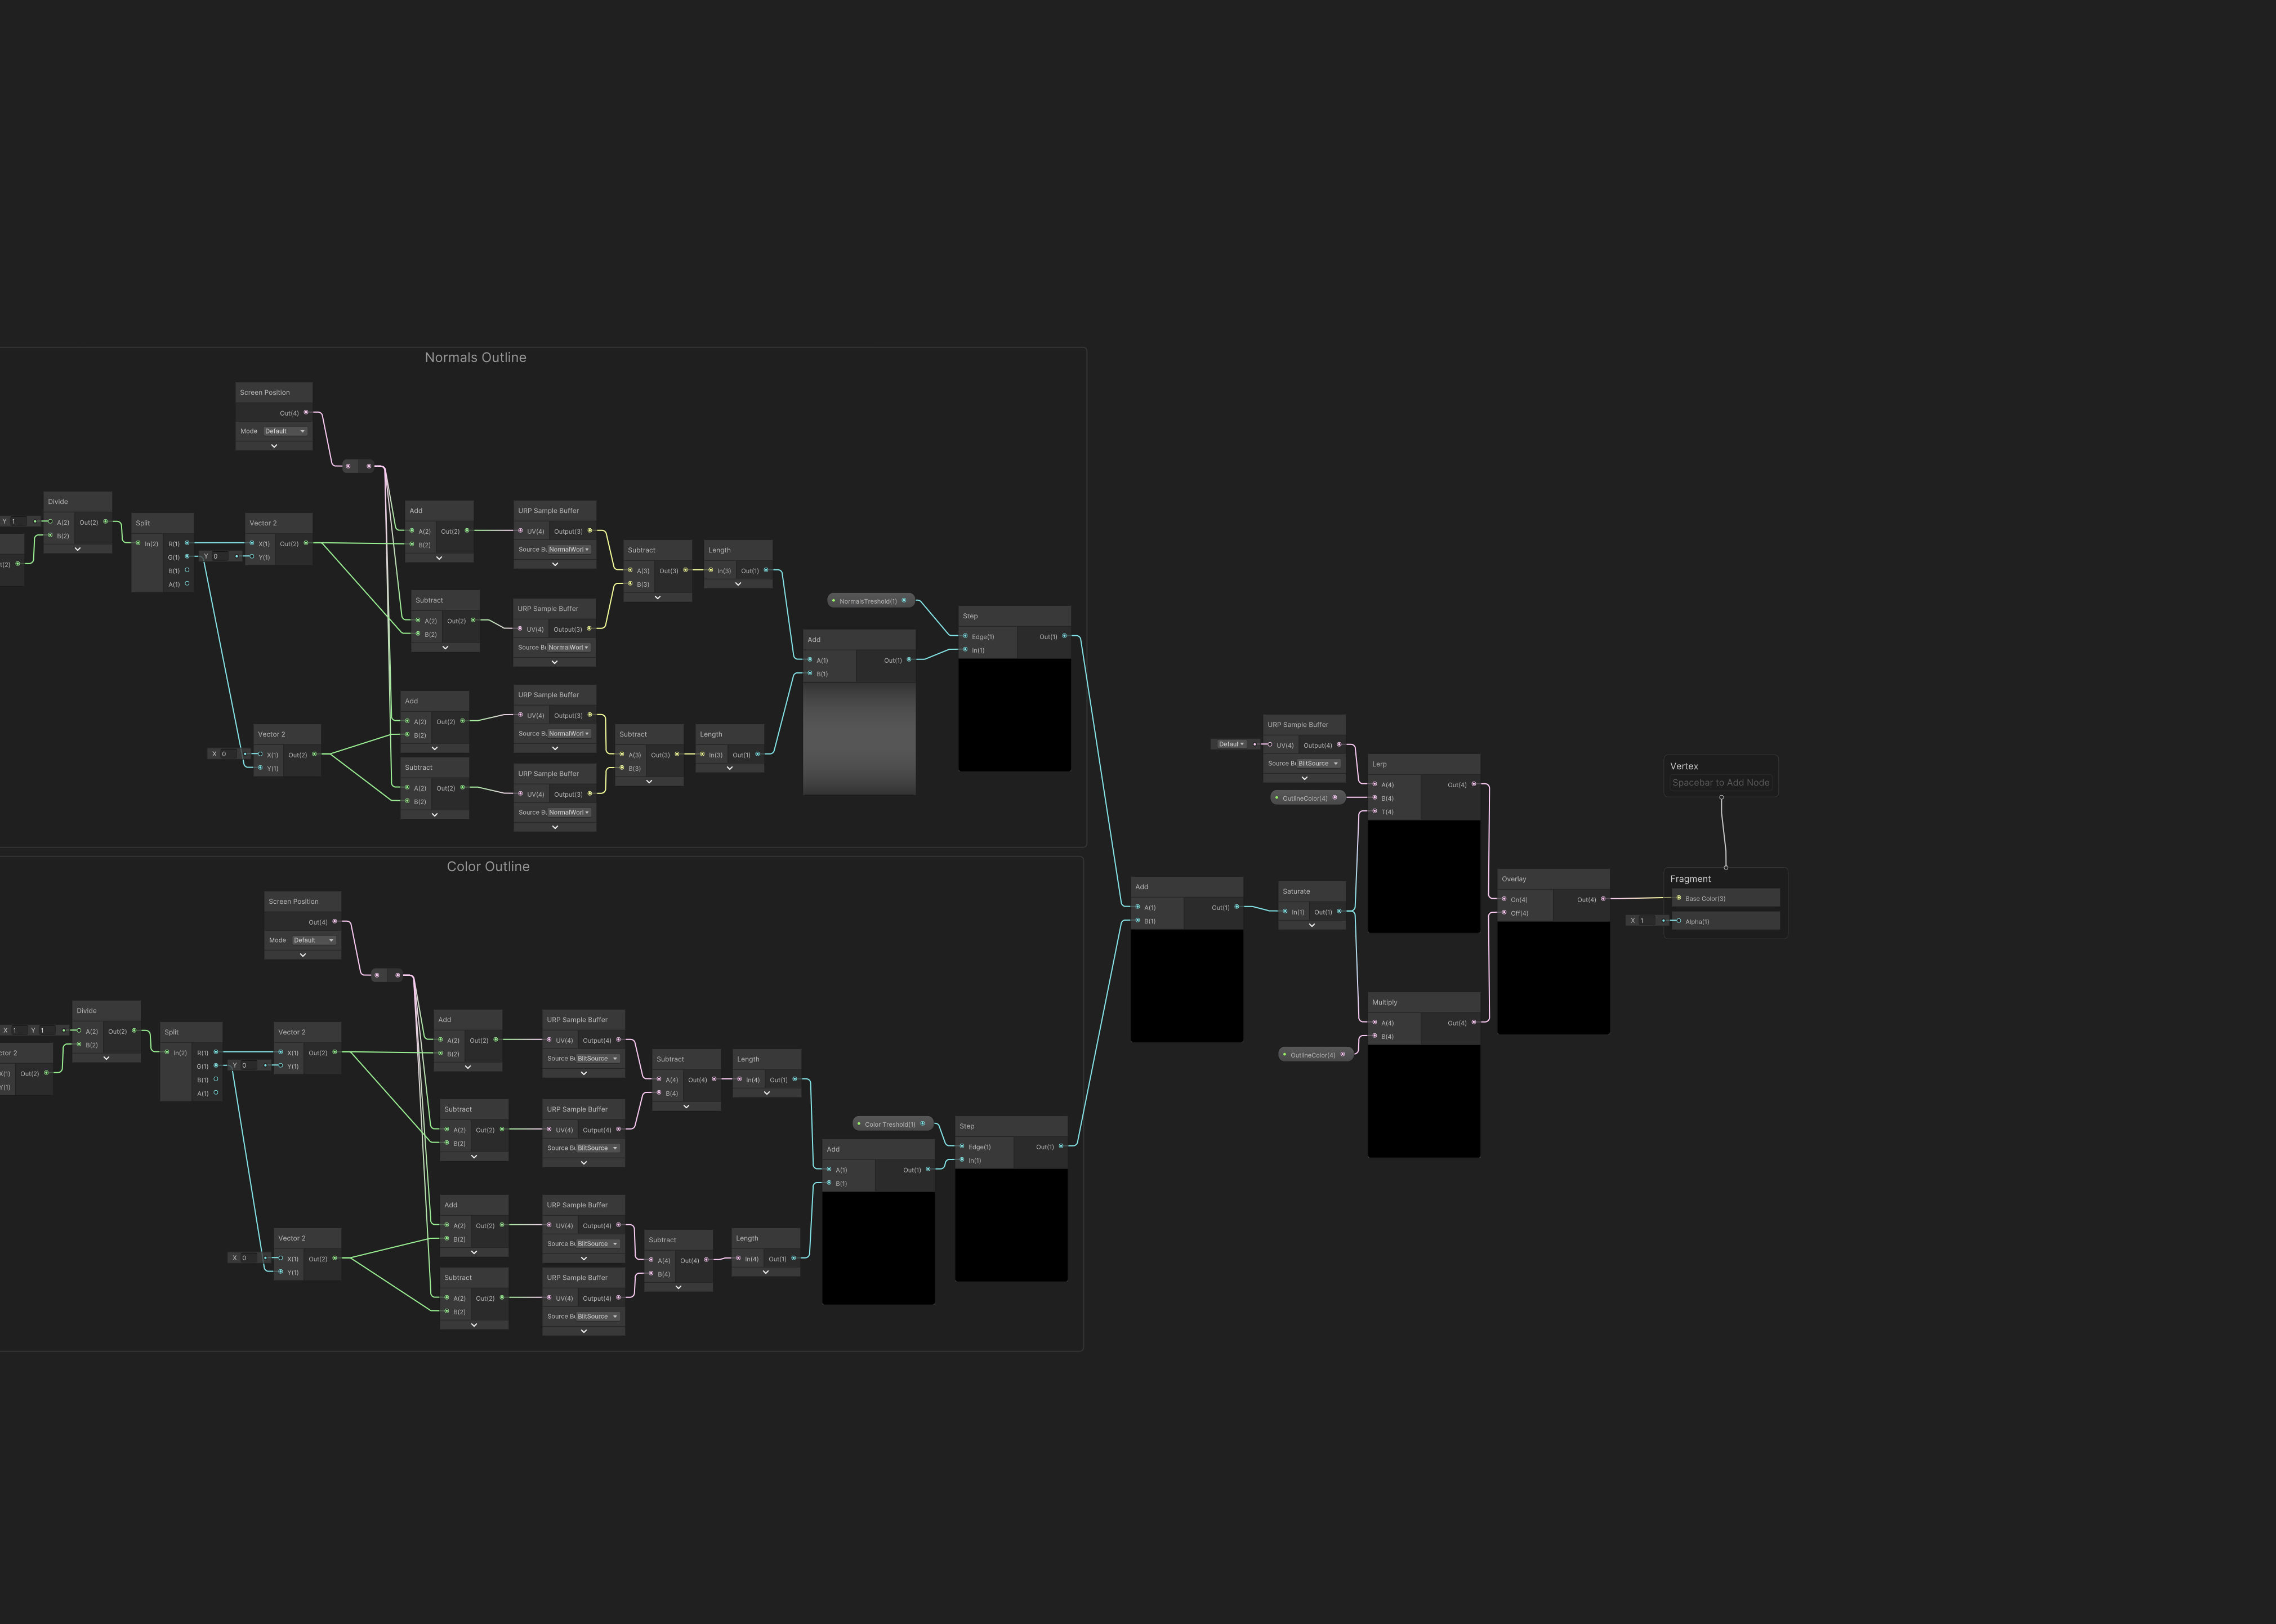 Normals Outline
Screen Position
Out(4)
Mode Default
Y 1
Divide
A(2) Out(2)
B(2)
Split
In(2) R(1)
G(1)
B(1)
A(1)
Y 0
Vector 2
X(1) Out(2)
Y(1)
Add
A(2) Out(2)
B(2)
URP Sample Buffer
UV(4) Output(3)
Source Bu NormalWorl
Subtract
A(3) Out(3)
B(3)
Length
In(3) Out(1)
Subtract
A(2) Out(2)
B(2)
URP Sample Buffer
UV(4) Output(3)
Source Bu NormalWorl
NormalsTreshold(1)
Step
Edge(1) Out(1)
In(1)
Add
A(1) Out(1)
B(1)
Add
A(2) Out(2)
B(2)
URP Sample Buffer
UV(4) Output(3)
Source Bu NormalWorl
X 0
Vector 2
X(1) Out(2)
Y(1)
Subtract
A(3) Out(3)
B(3)
Length
In(3) Out(1)
Subtract
A(2) Out(2)
B(2)
URP Sample Buffer
UV(4) Output(3)
Source Bu NormalWorl
Color Outline
Screen Position
Out(4)
Mode Default
X 1 Y 1
Divide
A(2) Out(2)
B(2)
X(1) Out(2)
Y(1)
Split
In(2) R(1)
G(1)
B(1)
A(1)
Y 0
Vector 2
X(1) Out(2)
Y(1)
Add
A(2) Out(2)
B(2)
URP Sample Buffer
UV(4) Output(4)
Source Bu BlitSource
Subtract
A(4) Out(4)
B(4)
Length
In(4) Out(1)
Subtract
A(2) Out(2)
B(2)
URP Sample Buffer
UV(4) Output(4)
Source Bu BlitSource
Color Treshold(1)
Step
Edge(1) Out(1)
In(1)
Add
A(1) Out(1)
B(1)
Add
A(2) Out(2)
B(2)
URP Sample Buffer
UV(4) Output(4)
Source Bu BlitSource
X 0
Vector 2
X(1) Out(2)
Y(1)
Subtract
A(4) Out(4)
B(4)
Length
In(4) Out(1)
Subtract
A(2) Out(2)
B(2)
URP Sample Buffer
UV(4) Output(4)
Source Bu BlitSource
Add
A(1) Out(1)
B(1)
Saturate
In(1) Out(1)
URP Sample Buffer
Defaul UV(4) Output(4)
Source Bu BlitSource
OutlineColor(4)
Lerp
A(4) Out(4)
B(4)
T(4)
Multiply
A(4) Out(4)
B(4)
OutlineColor(4)
Overlay
On(4) Out(4)
Off(4)
Vertex
Spacebar to Add Node
Fragment
Base Color(3)
X 1
Alpha(1)